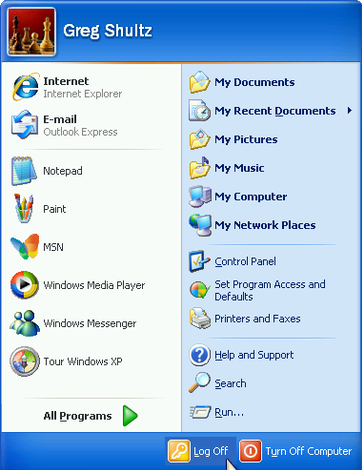 Greg Shultz
Internet
Internet Explorer
E-mail
Outlook Express
Notepad
Paint
MSN
Windows Media Player
Windows Messenger
Tour Windows XP
All Programs
My Documents
My Recent Documents
My Pictures
My Music
My Computer
My Network Places
Control Panel
Set Program Access and
Defaults
Printers and Faxes
Help and Support
Search
Run...
Log Off
Turn Off Computer